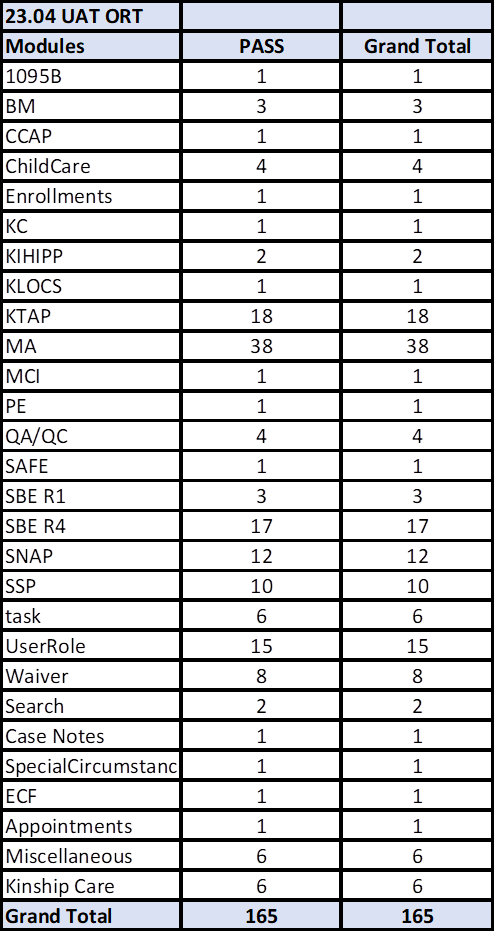 23.04 UAT ORT
Modules PASS Grand Total
1095B 1 1
BM 3 3
CCAP 1 1
ChildCare 4 4
Enrollments 1 1
KC 1 1
KIHIPP 2 2
KLOCS 1 1
KTAP 18 18
MA 38 38
MCI 1 1
PE 1 1
QA/QC 4 4
SAFE 1 1
SBE R1 3 3
SBE R4 17 17
SNAP 12 12
SSP 10 10
task 6 6
UserRole 15 15
Waiver 8 8
Search 2 2
Case Notes 1 1
SpecialCircumstanc 1 1
ECF 1 1
Appointments 1 1
Miscellaneous 6 6
Kinship Care 6 6
Grand Total 165 165